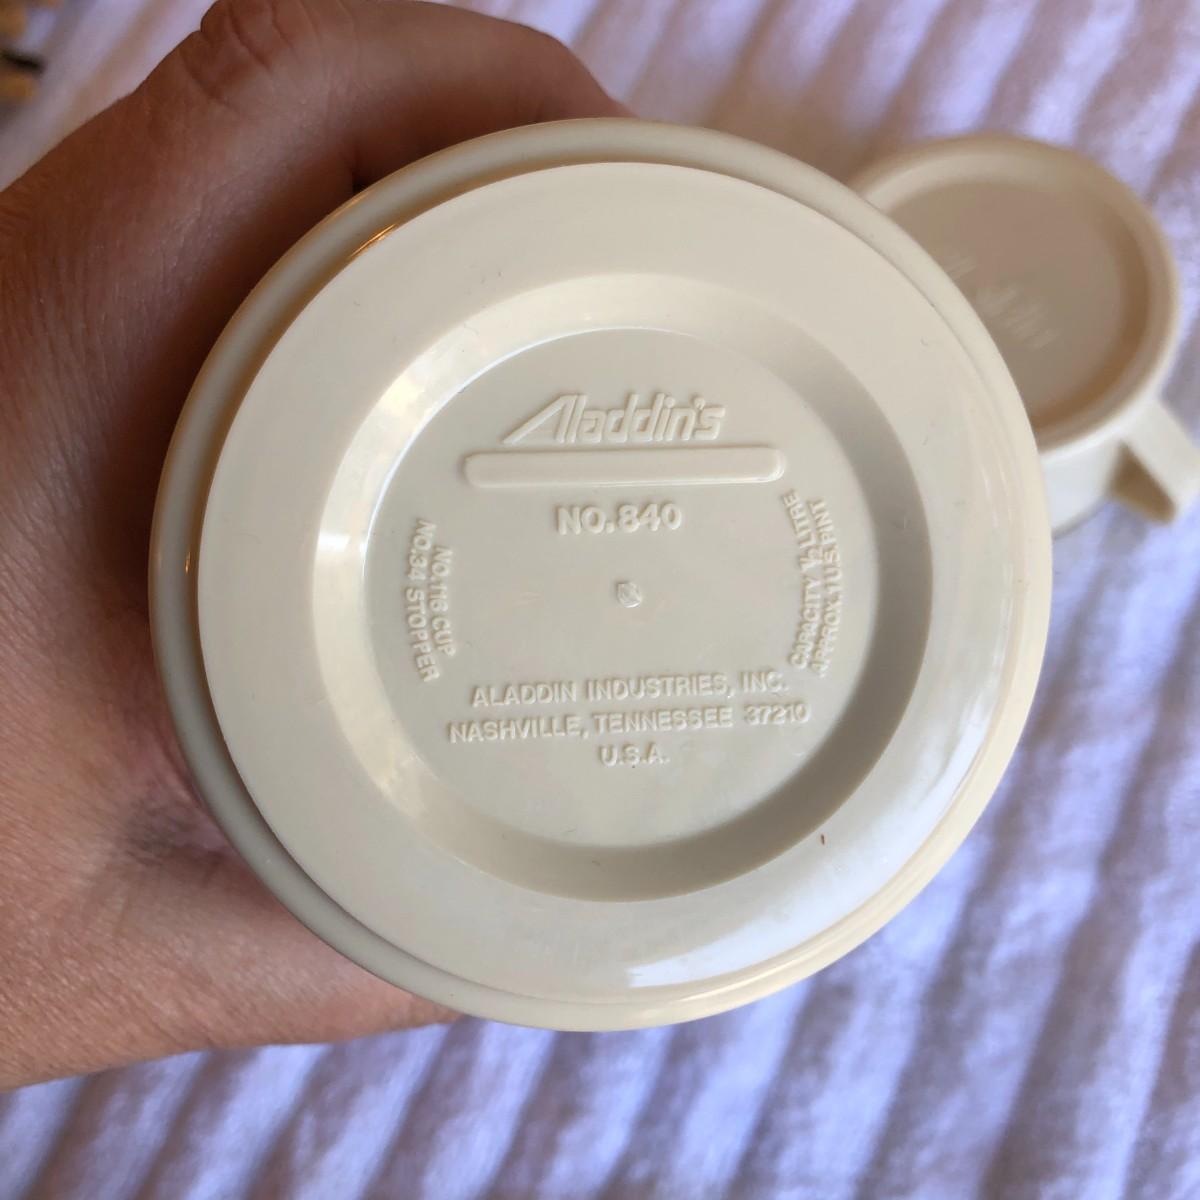 Aladdin's
NO. 840
NO. 116 CUP
NO. 34 STOPPER
CAPACITY ½ LITRE
APPROX. 1 U.S. PINT
ALADDIN INDUSTRIES, INC.
NASHVILLE, TENNESSEE 37210
U.S.A.